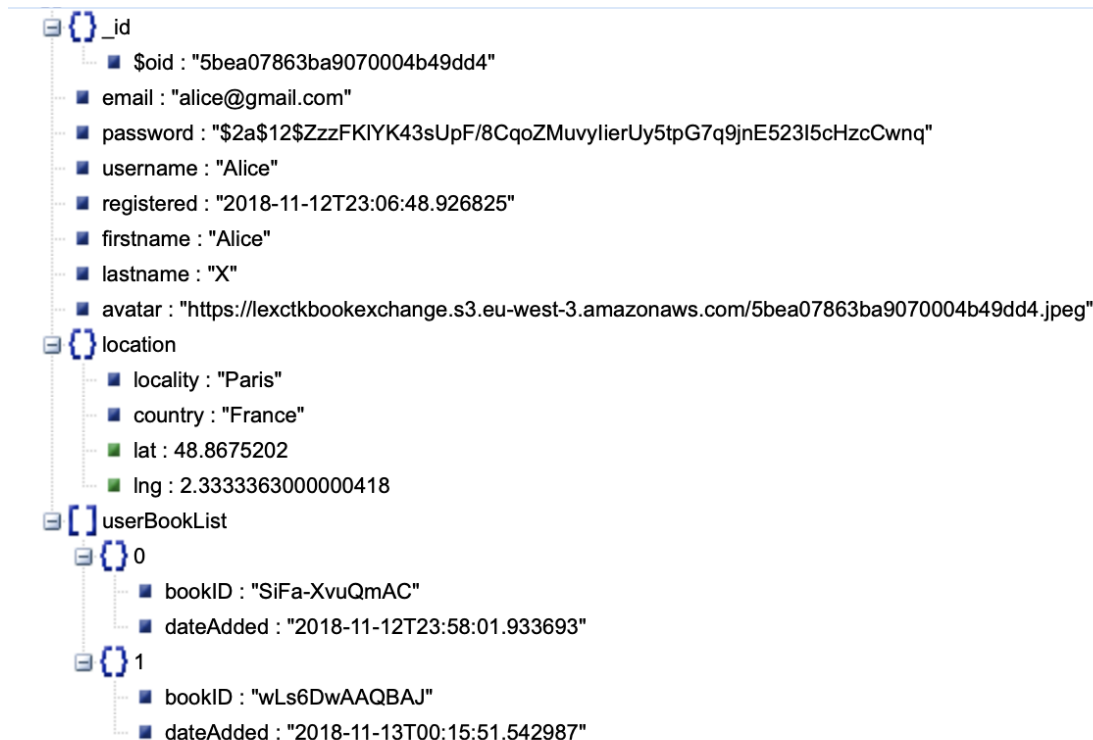 _id
$oid : "5bea07863ba9070004b49dd4"
email : "alice@gmail.com"
password : "$2a$12$ZzzFKlYK43sUpF/8CqoZMuvyIierUy5tpG7q9jnE523I5cHzcCwnq"
username : "Alice"
registered : "2018-11-12T23:06:48.926825"
firstname : "Alice"
lastname : "X"
avatar : "https://lexctkbookexchange.s3.eu-west-3.amazonaws.com/5bea07863ba9070004b49dd4.jpeg"
location
locality : "Paris"
country : "France"
lat : 48.8675202
lng : 2.3333363000000418
userBookList
0
bookID : "SiFa-XvuQmAC"
dateAdded : "2018-11-12T23:58:01.933693"
1
bookID : "wLs6DwAAQBAJ"
dateAdded : "2018-11-13T00:15:51.542987"